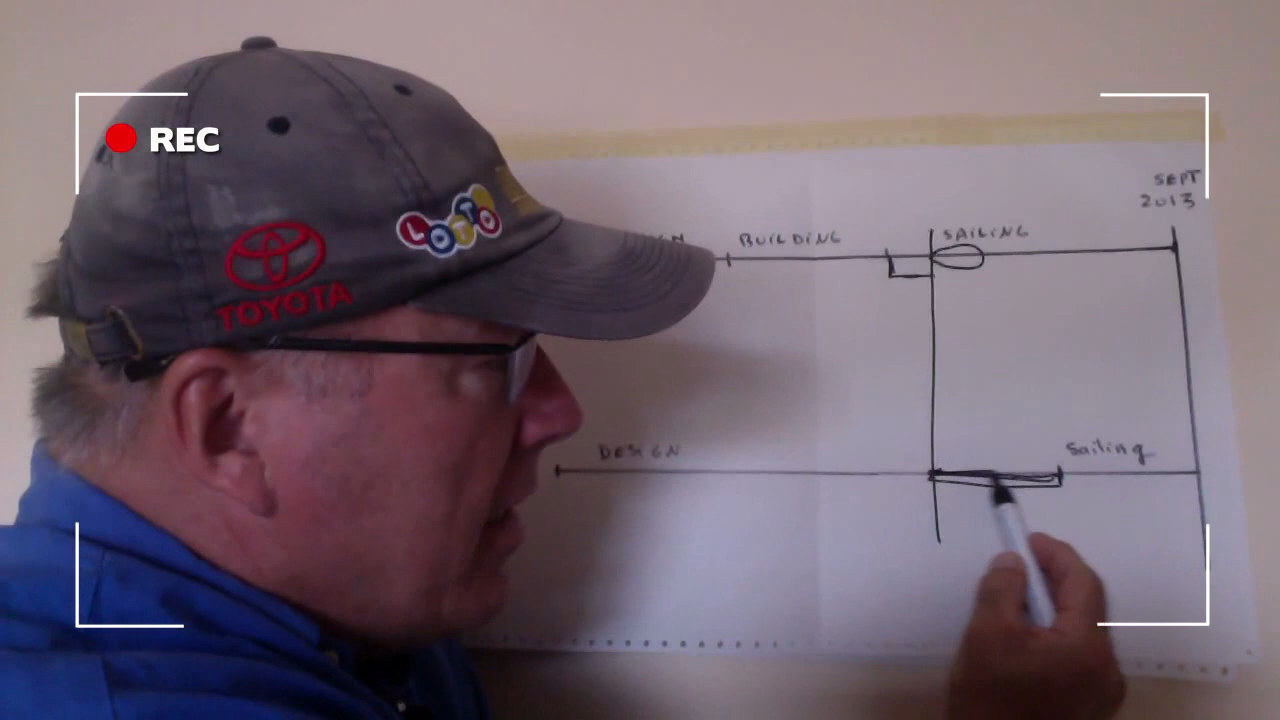 REC
LOTTO
TOYOTA
SEPT
2013
BUILDING
SAILING
DESIGN
Sailing